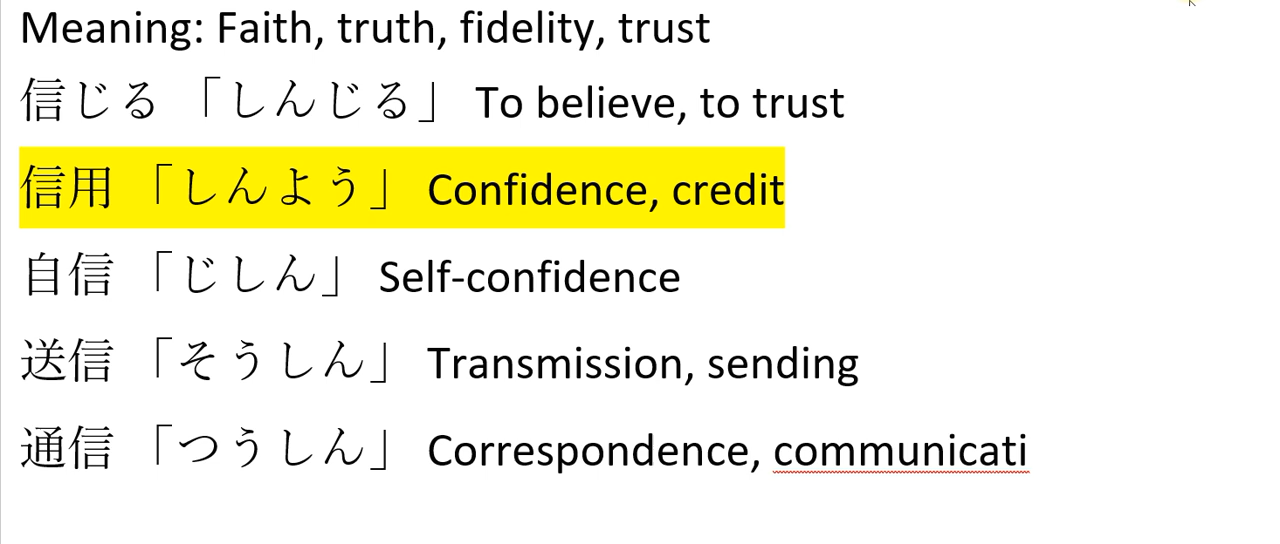 Meaning: Faith, truth, fidelity, trust
信じる 「しんじる」 To believe, to trust
信用 「しんよう」 Confidence, credit
自信 「じしん」 Self-confidence
送信 「そうしん」 Transmission, sending
通信 「つうしん」 Correspondence, communicati